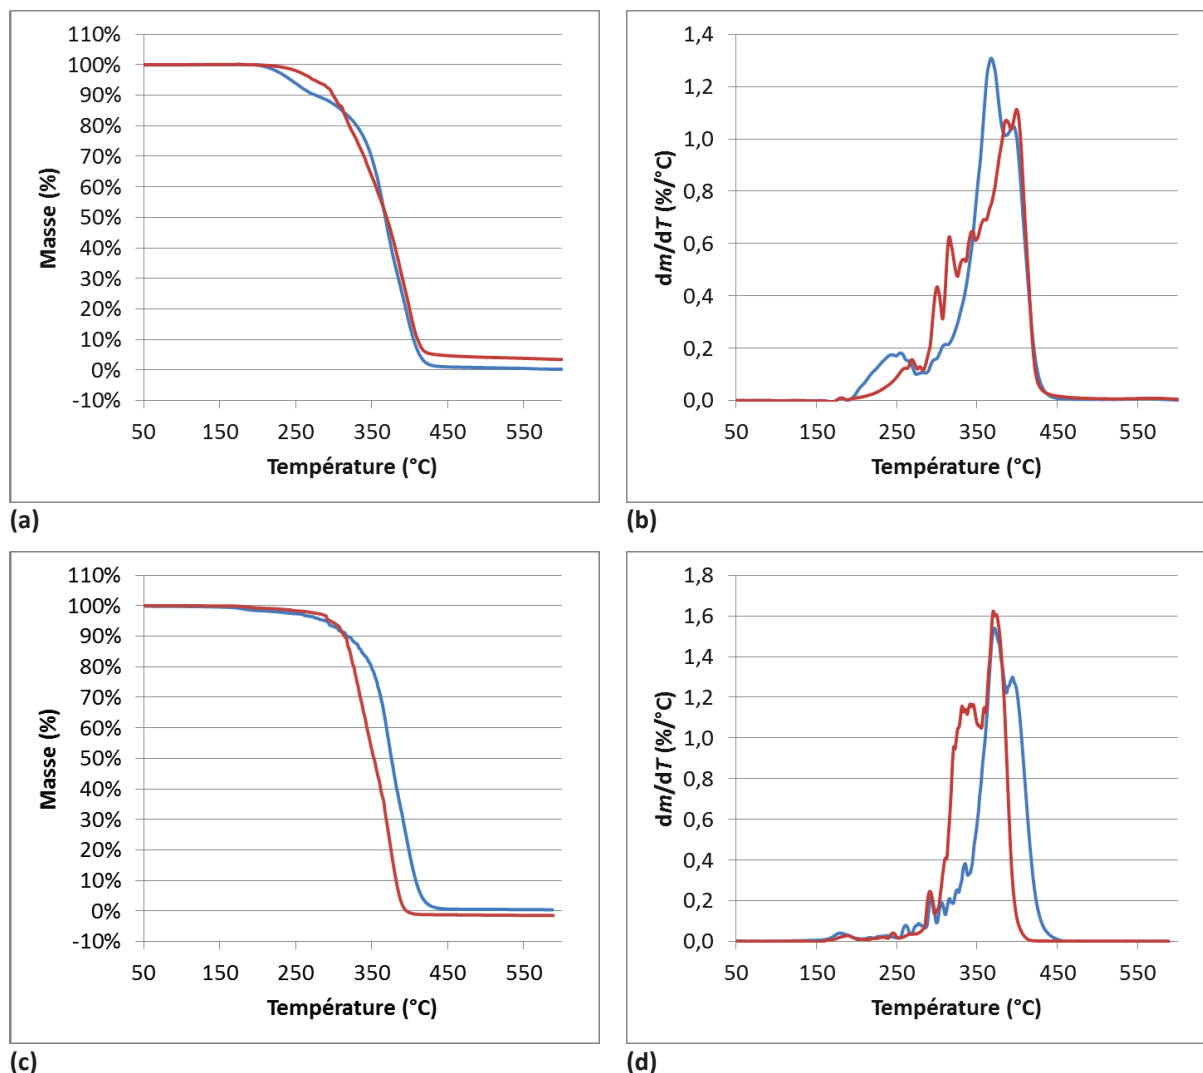 110%
100%
90%
80%
70%
60%
50%
40%
30%
20%
10%
0%
-10%
Masse (%)
50 150 250 350 450 550
Température (°C)
(a)
1,4
1,2
1,0
0,8
0,6
0,4
0,2
0,0
dm/dT (%/°C)
50 150 250 350 450 550
Température (°C)
(b)
110%
100%
90%
80%
70%
60%
50%
40%
30%
20%
10%
0%
-10%
Masse (%)
50 150 250 350 450 550
Température (°C)
(c)
1,8
1,6
1,4
1,2
1,0
0,8
0,6
0,4
0,2
0,0
dm/dT (%/°C)
50 150 250 350 450 550
Température (°C)
(d)